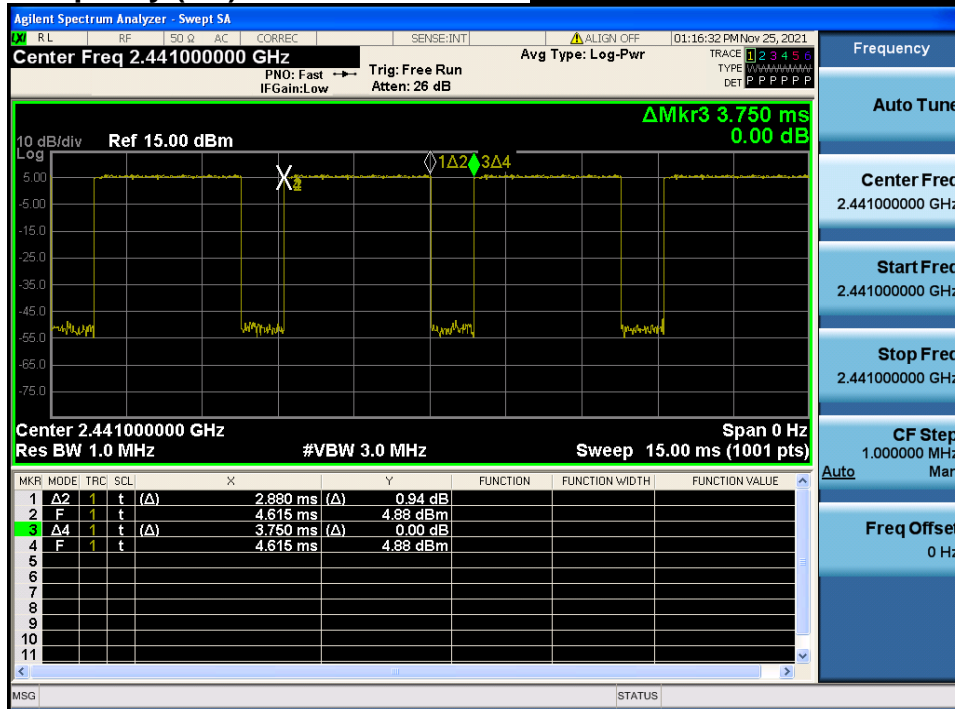 Agilent Spectrum Analyzer - Swept SA
LXI RL RF 50 Ω AC CORREC SENSE:INT ALIGN OFF 01:16:32 PM Nov 25, 2021
Center Freq 2.441000000 GHz
PNO: Fast
IFGain:Low
Trig: Free Run
Atten: 26 dB
Avg Type: Log-Pwr
TRACE 1 2 3 4 5 6
TYPE WWWWWW
DET P P P P P P
ΔMkr3 3.750 ms
0.00 dB
10 dB/div Ref 15.00 dBm
Log
5.00
-5.00
-15.0
-25.0
-35.0
-45.0
-55.0
-65.0
-75.0
1Δ2
3Δ4
Center 2.441000000 GHz Span 0 Hz
Res BW 1.0 MHz #VBW 3.0 MHz Sweep 15.00 ms (1001 pts)
MKR MODE TRC SCL X Y FUNCTION FUNCTION WIDTH FUNCTION VALUE
1 Δ2 1 t (Δ) 2.880 ms (Δ) 0.94 dB
2 F 1 t 4.615 ms 4.88 dBm
3 Δ4 1 t (Δ) 3.750 ms (Δ) 0.00 dB
4 F 1 t 4.615 ms 4.88 dBm
5
6
7
8
9
10
11
MSG STATUS
Frequency
Auto Tune
Center Freq
2.441000000 GHz
Start Freq
2.441000000 GHz
Stop Freq
2.441000000 GHz
CF Step
1.000000 MHz
Auto Man
Freq Offset
0 Hz